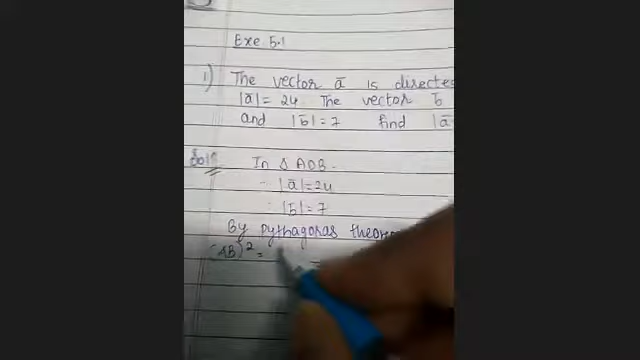 Exe 5.1
1) The vector ā is directe
|ā| = 24 The vector b̄
and |b̄| = 7 find |ā
Solⁿ In Δ AOB.
|ā| = 24
|b̄| = 7
By pythagoras theore
(AB)² =